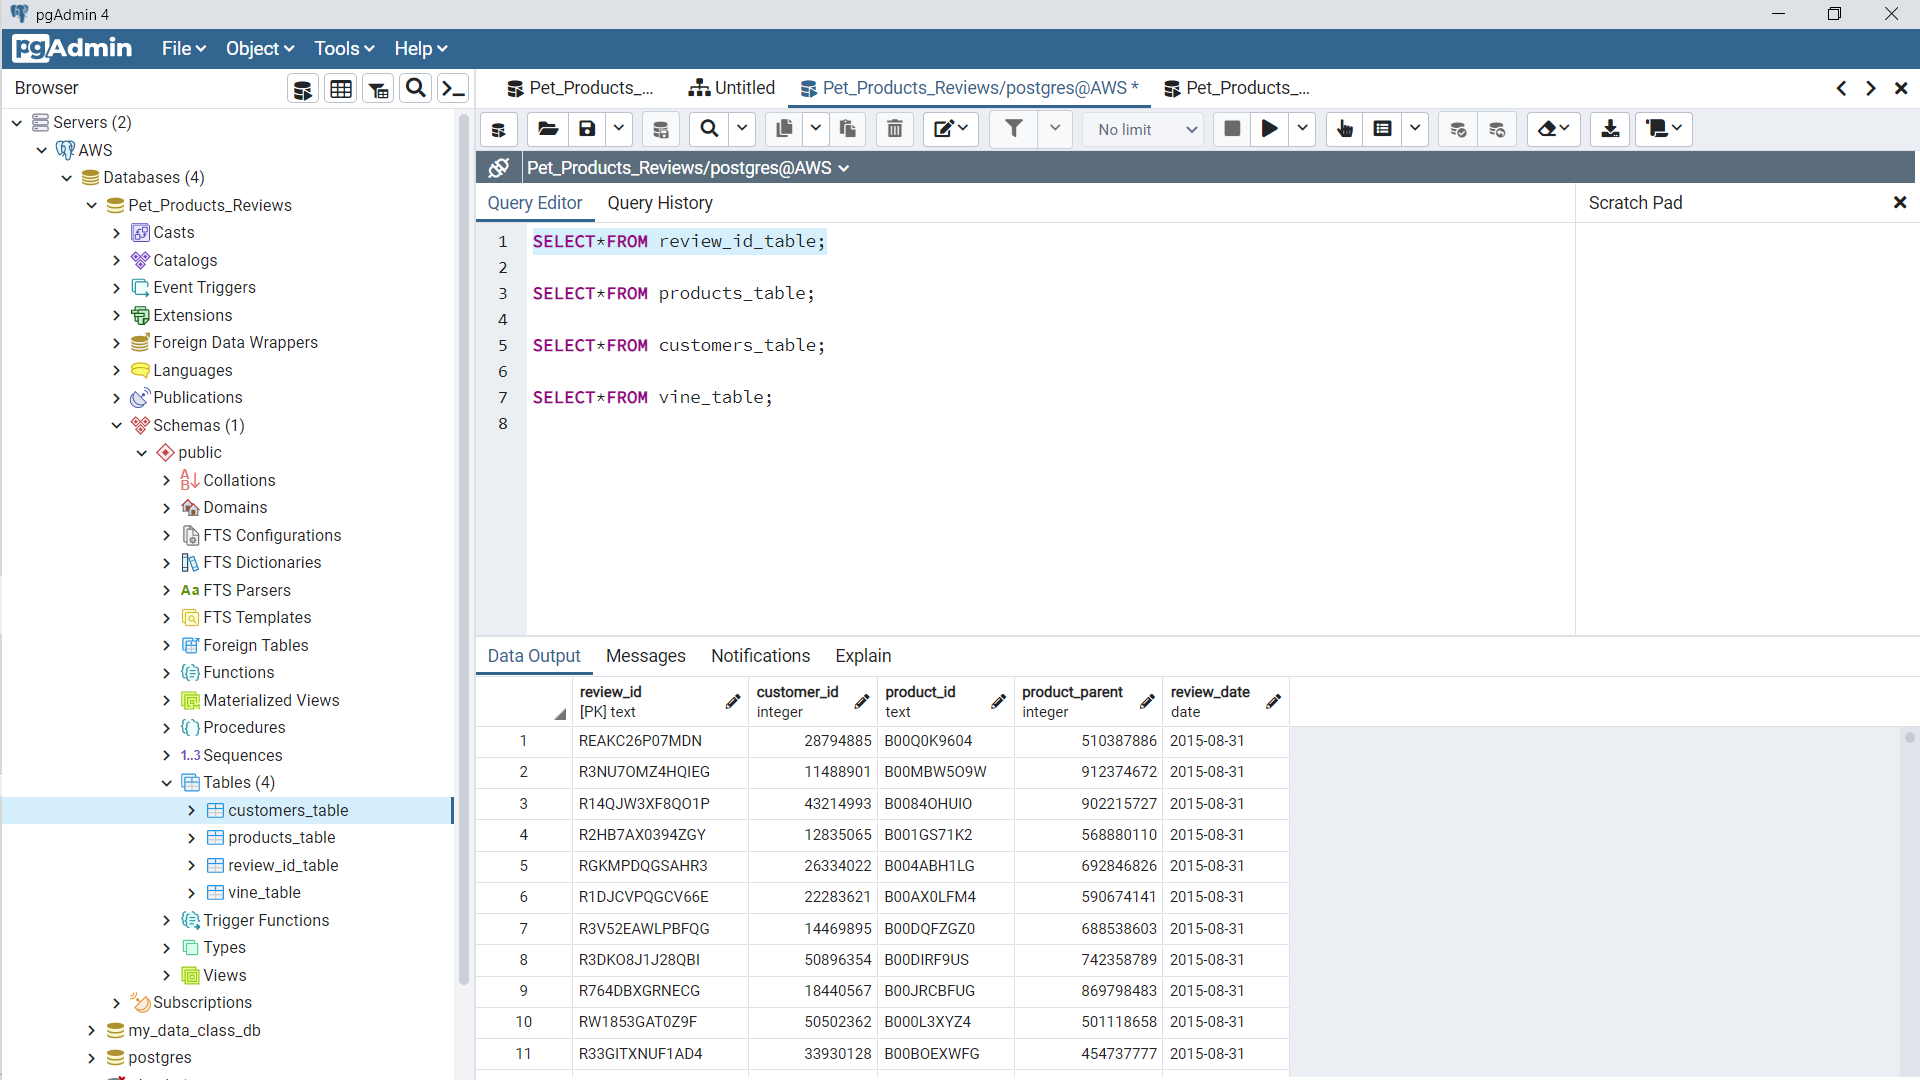 pgAdmin 4
pgAdmin File Object Tools Help
Browser
Pet_Products_... Untitled Pet_Products_Reviews/postgres@AWS * Pet_Products_...
No limit
Pet_Products_Reviews/postgres@AWS
Query Editor Query History
Scratch Pad
Servers (2)
AWS
Databases (4)
Pet_Products_Reviews
Casts
Catalogs
Event Triggers
Extensions
Foreign Data Wrappers
Languages
Publications
Schemas (1)
public
Collations
Domains
FTS Configurations
FTS Dictionaries
Aa FTS Parsers
FTS Templates
Foreign Tables
Functions
Materialized Views
Procedures
1..3 Sequences
Tables (4)
customers_table
products_table
review_id_table
vine_table
Trigger Functions
Types
Views
Subscriptions
my_data_class_db
postgres
1 SELECT*FROM review_id_table;
2
3 SELECT*FROM products_table;
4
5 SELECT*FROM customers_table;
6
7 SELECT*FROM vine_table;
8
Data Output Messages Notifications Explain
review_id customer_id product_id product_parent review_date
[PK] text integer text integer date
1 REAKC26P07MDN 28794885 B00Q0K9604 510387886 2015-08-31
2 R3NU7OMZ4HQIEG 11488901 B00MBW5O9W 912374672 2015-08-31
3 R14QJW3XF8QO1P 43214993 B0084OHUIO 902215727 2015-08-31
4 R2HB7AX0394ZGY 12835065 B001GS71K2 568880110 2015-08-31
5 RGKMPDQGSAHR3 26334022 B004ABH1LG 692846826 2015-08-31
6 R1DJCVPQGCV66E 22283621 B00AX0LFM4 590674141 2015-08-31
7 R3V52EAWLPBFQG 14469895 B00DQFZGZ0 688538603 2015-08-31
8 R3DKO8J1J28QBI 50896354 B00DIRF9US 742358789 2015-08-31
9 R764DBXGRNECG 18440567 B00JRCBFUG 869798483 2015-08-31
10 RW1853GAT0Z9F 50502362 B000L3XYZ4 501118658 2015-08-31
11 R33GITXNUF1AD4 33930128 B00BOEXWFG 454737777 2015-08-31